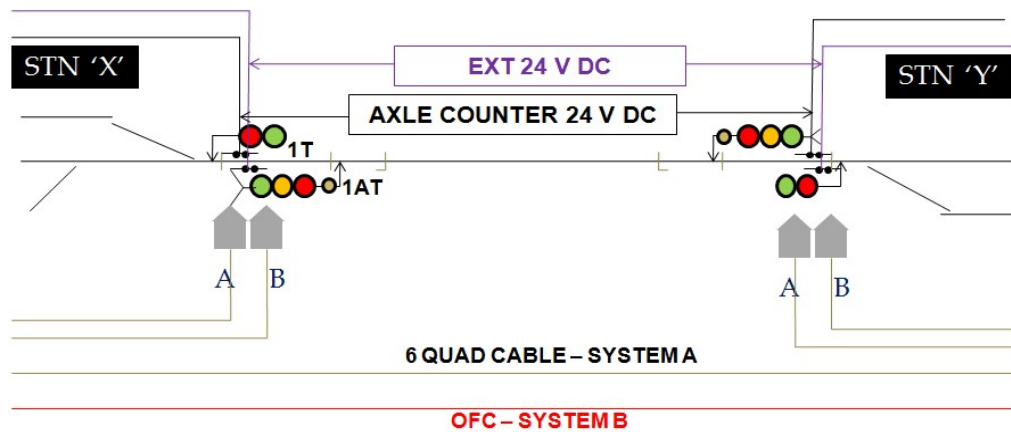 STN ‘X’
EXT 24 V DC
STN ‘Y’
AXLE COUNTER 24 V DC
1T
1AT
A
B
A
B
6 QUAD CABLE – SYSTEM A
OFC – SYSTEM B